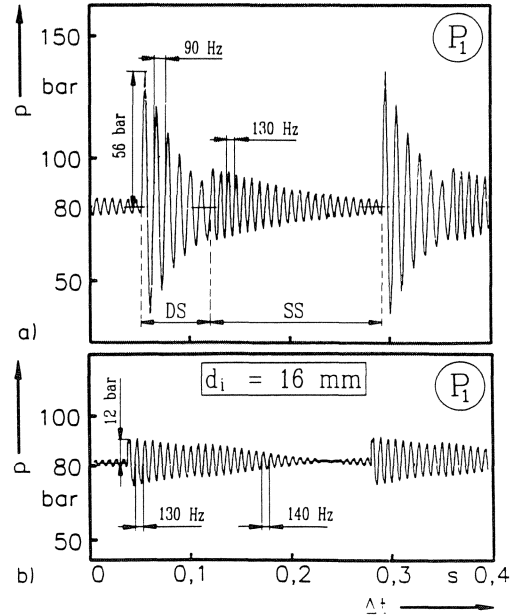 P₁
150
90 Hz
bar
p
56 bar
130 Hz
100
80
50
DS
SS
a)
dᵢ = 16 mm
P₁
12 bar
100
p
80
bar
130 Hz
140 Hz
50
b)
0
0,1
0,2
0,3
s
0,4